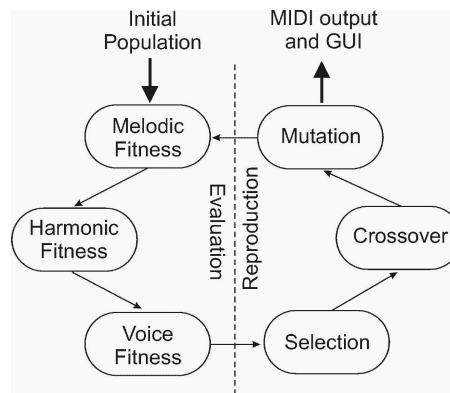 Initial
Population
MIDI output
and GUI
Melodic
Fitness
Mutation
Evaluation
Reproduction
Harmonic
Fitness
Crossover
Voice
Fitness
Selection